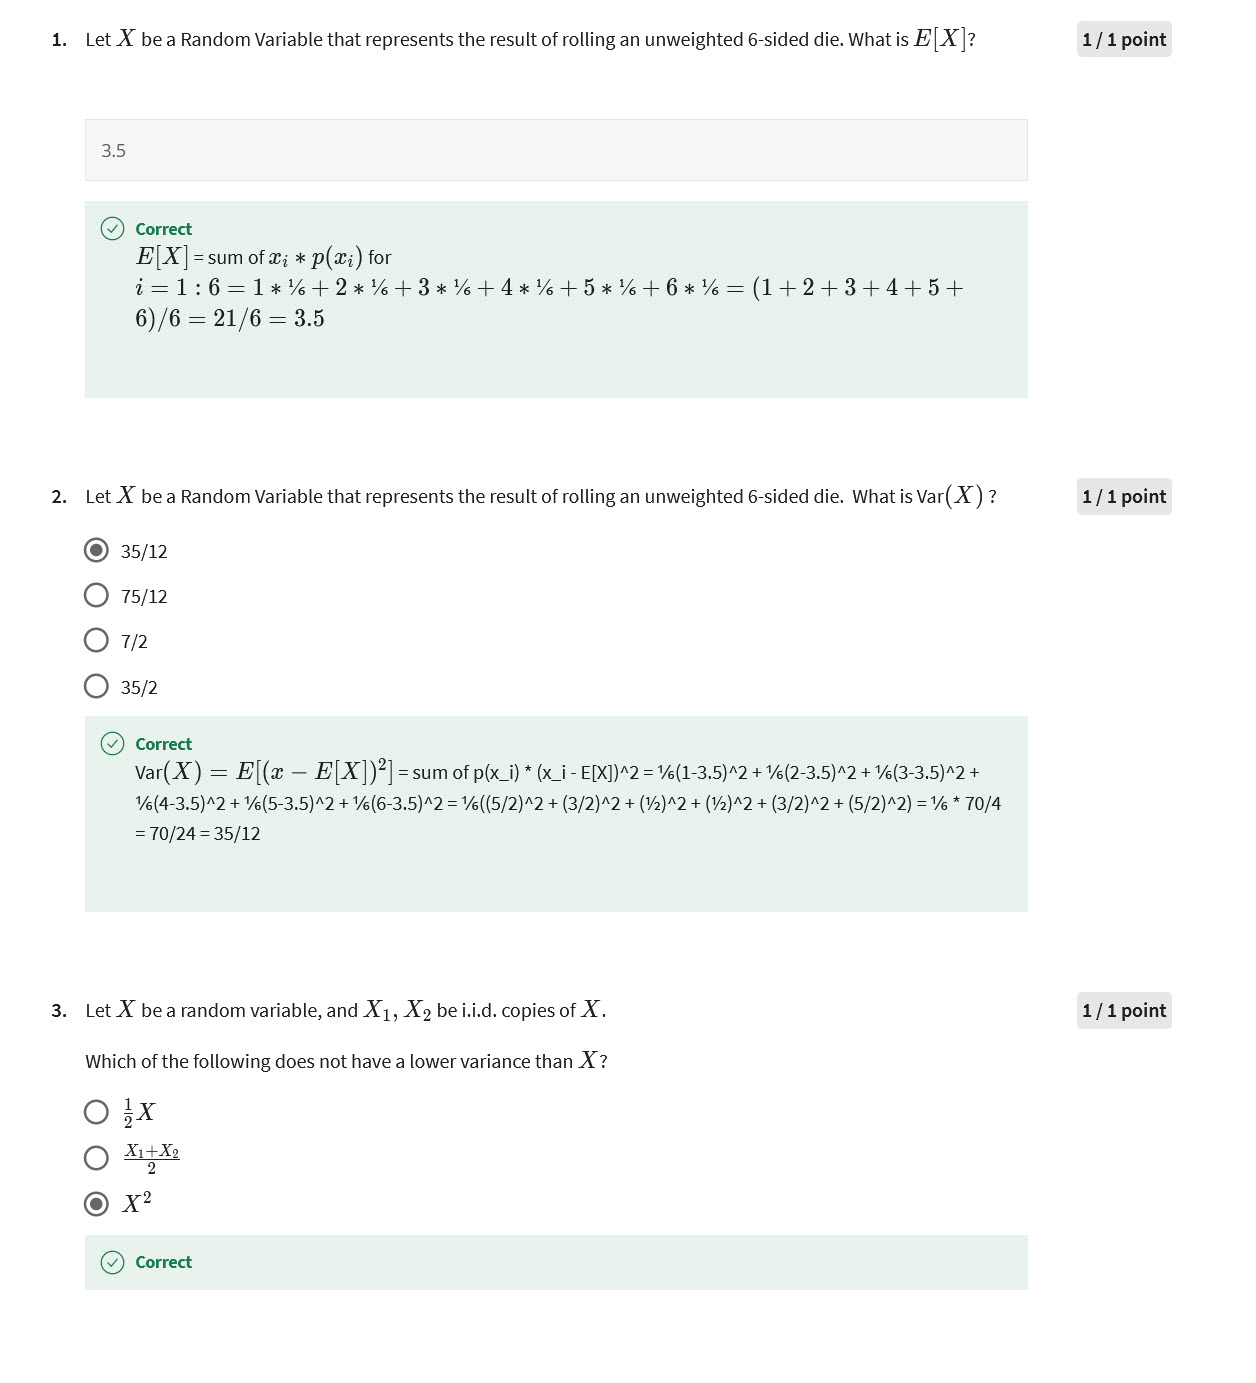 1. Let X be a Random Variable that represents the result of rolling an unweighted 6-sided die. What is E[X]?
1 / 1 point
3.5
Correct
E[X] = sum of x_i * p(x_i) for
i = 1 : 6 = 1 * ⅙ + 2 * ⅙ + 3 * ⅙ + 4 * ⅙ + 5 * ⅙ + 6 * ⅙ = (1 + 2 + 3 + 4 + 5 +
6)/6 = 21/6 = 3.5
2. Let X be a Random Variable that represents the result of rolling an unweighted 6-sided die. What is Var(X) ?
1 / 1 point
35/12
75/12
7/2
35/2
Correct
Var(X) = E[(x − E[X])²] = sum of p(x_i) * (x_i - E[X])^2 = ⅙(1-3.5)^2 + ⅙(2-3.5)^2 + ⅙(3-3.5)^2 +
⅙(4-3.5)^2 + ⅙(5-3.5)^2 + ⅙(6-3.5)^2 = ⅙((5/2)^2 + (3/2)^2 + (½)^2 + (½)^2 + (3/2)^2 + (5/2)^2) = ⅙ * 70/4
= 70/24 = 35/12
3. Let X be a random variable, and X₁, X₂ be i.i.d. copies of X.
1 / 1 point
Which of the following does not have a lower variance than X?
½X
(X₁+X₂)/2
X²
Correct